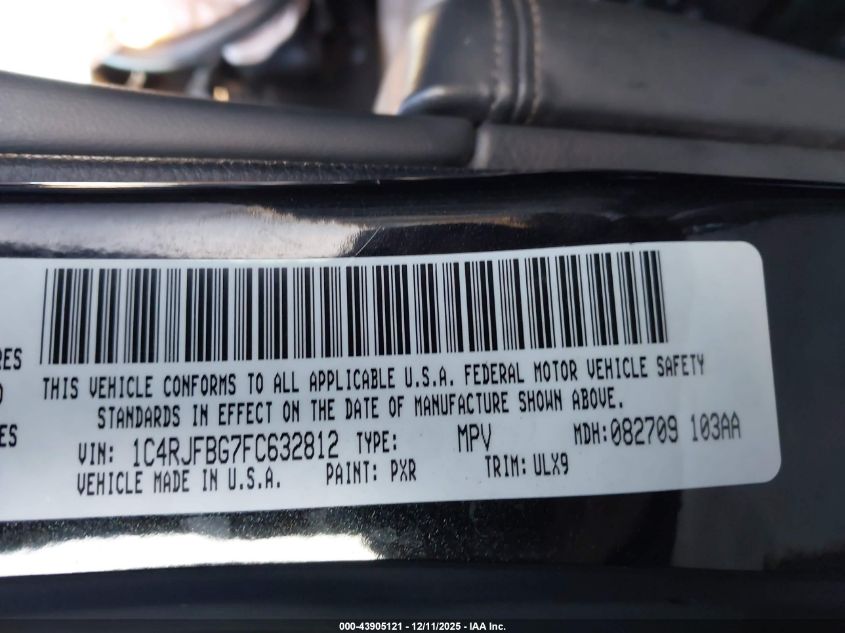 RES
THIS VEHICLE CONFORMS TO ALL APPLICABLE U.S.A. FEDERAL MOTOR VEHICLE SAFETY
STANDARDS IN EFFECT ON THE DATE OF MANUFACTURE SHOWN ABOVE.
ES
VIN: 1C4RJFBG7FC632812 TYPE: MPV MDH: 082709 103AA
VEHICLE MADE IN U.S.A. PAINT: PXR TRIM: ULX9
000-43905121 - 12/11/2025 - IAA Inc.